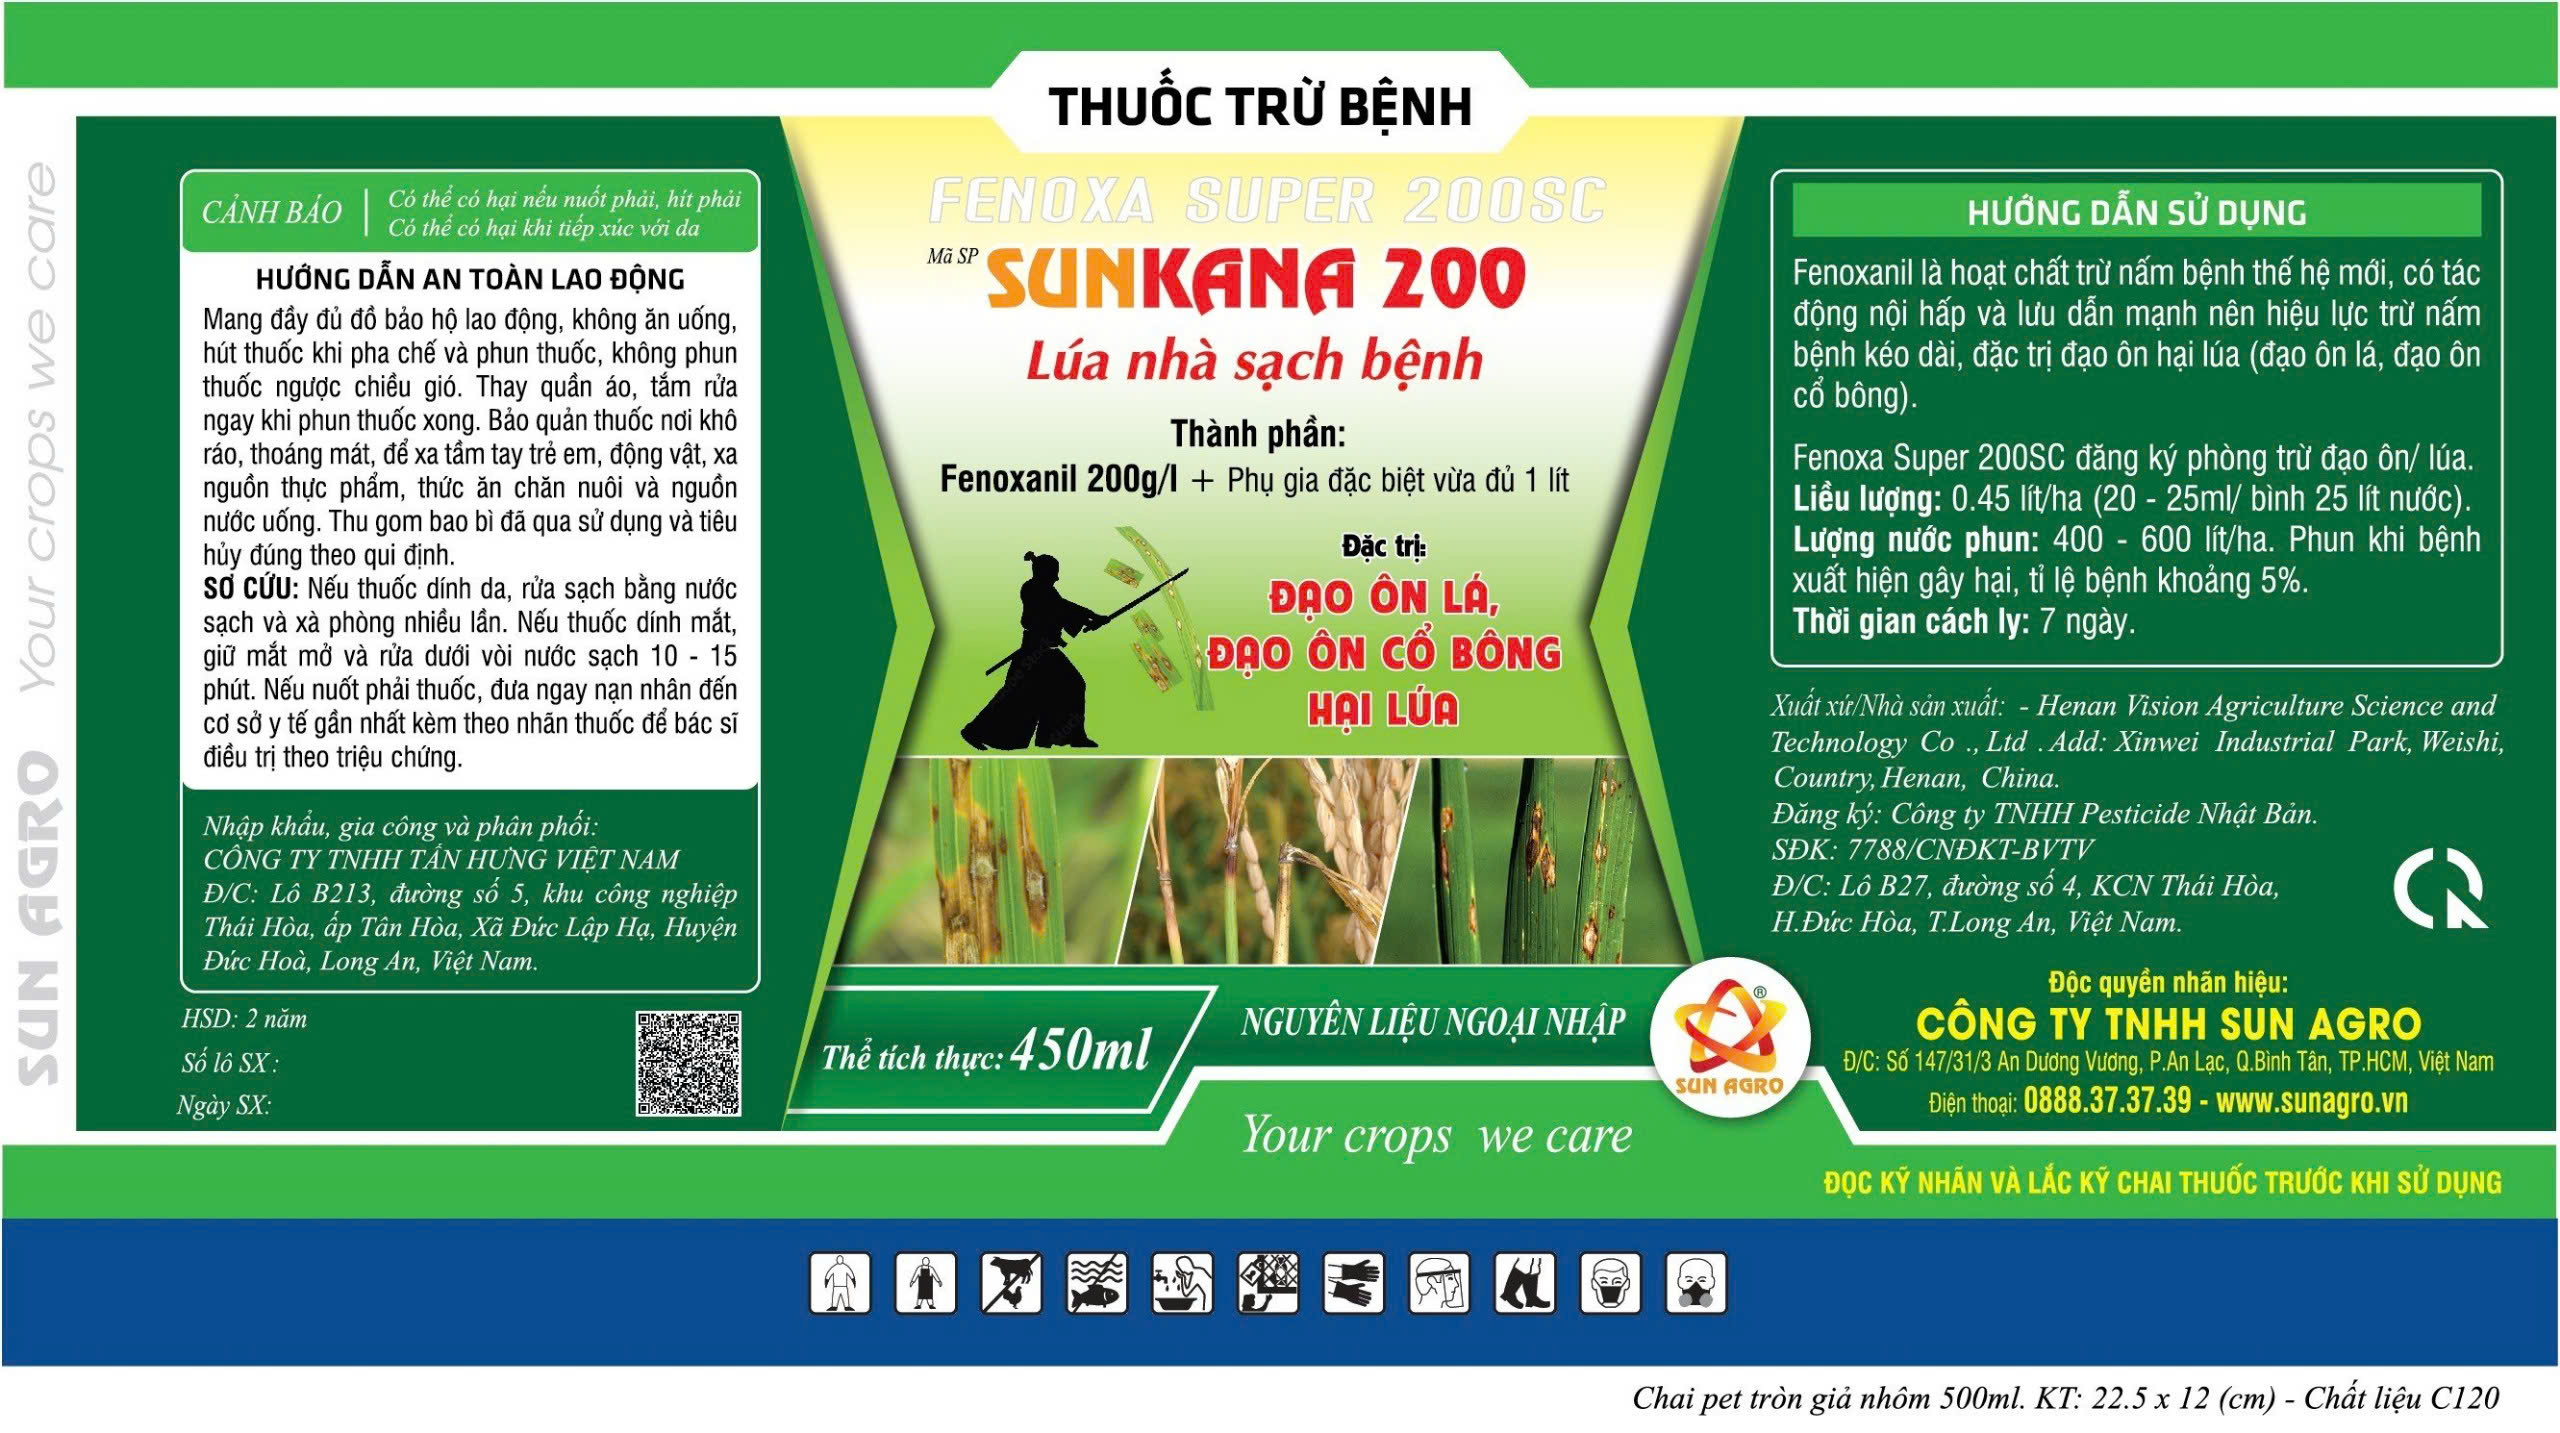 THUỐC TRỪ BỆNH
SUN AGRO Your crops we care
CẢNH BÁO
Có thể có hại nếu nuốt phải, hít phải
Có thể có hại khi tiếp xúc với da
HƯỚNG DẪN AN TOÀN LAO ĐỘNG
Mang đầy đủ đồ bảo hộ lao động, không ăn uống,
hút thuốc khi pha chế và phun thuốc, không phun
thuốc ngược chiều gió. Thay quần áo, tắm rửa
ngay khi phun thuốc xong. Bảo quản thuốc nơi khô
ráo, thoáng mát, để xa tầm tay trẻ em, động vật, xa
nguồn thực phẩm, thức ăn chăn nuôi và nguồn
nước uống. Thu gom bao bì đã qua sử dụng và tiêu
hủy đúng theo qui định.
SƠ CỨU: Nếu thuốc dính da, rửa sạch bằng nước
sạch và xà phòng nhiều lần. Nếu thuốc dính mắt,
giữ mắt mở và rửa dưới vòi nước sạch 10 - 15
phút. Nếu nuốt phải thuốc, đưa ngay nạn nhân đến
cơ sở y tế gần nhất kèm theo nhãn thuốc để bác sĩ
điều trị theo triệu chứng.
Nhập khẩu, gia công và phân phối:
CÔNG TY TNHH TẤN HƯNG VIỆT NAM
Đ/C: Lô B213, đường số 5, khu công nghiệp
Thái Hòa, ấp Tân Hòa, Xã Đức Lập Hạ, Huyện
Đức Hoà, Long An, Việt Nam.
HSD: 2 năm
Số lô SX :
Ngày SX:
FENOXA SUPER 200SC
Mã SP SUNKANA 200
Lúa nhà sạch bệnh
Thành phần:
Fenoxanil 200g/l + Phụ gia đặc biệt vừa đủ 1 lít
Đặc trị:
ĐẠO ÔN LÁ,
ĐẠO ÔN CỔ BÔNG
HẠI LÚA
Thể tích thực: 450ml
NGUYÊN LIỆU NGOẠI NHẬP
®
SUN AGRO
Your crops we care
HƯỚNG DẪN SỬ DỤNG
Fenoxanil là hoạt chất trừ nấm bệnh thế hệ mới, có tác
động nội hấp và lưu dẫn mạnh nên hiệu lực trừ nấm
bệnh kéo dài, đặc trị đạo ôn hại lúa (đạo ôn lá, đạo ôn
cổ bông).
Fenoxa Super 200SC đăng ký phòng trừ đạo ôn/ lúa.
Liều lượng: 0.45 lít/ha (20 - 25ml/ bình 25 lít nước).
Lượng nước phun: 400 - 600 lít/ha. Phun khi bệnh
xuất hiện gây hại, tỉ lệ bệnh khoảng 5%.
Thời gian cách ly: 7 ngày.
Xuất xứ/Nhà sản xuất: - Henan Vision Agriculture Science and
Technology Co ., Ltd . Add: Xinwei Industrial Park, Weishi,
Country, Henan, China.
Đăng ký: Công ty TNHH Pesticide Nhật Bản.
SĐK: 7788/CNĐKT-BVTV
Đ/C: Lô B27, đường số 4, KCN Thái Hòa,
H.Đức Hòa, T.Long An, Việt Nam.
Độc quyền nhãn hiệu:
CÔNG TY TNHH SUN AGRO
Đ/C: Số 147/31/3 An Dương Vương, P.An Lạc, Q.Bình Tân, TP.HCM, Việt Nam
Điện thoại: 0888.37.37.39 - www.sunagro.vn
ĐỌC KỸ NHÃN VÀ LẮC KỸ CHAI THUỐC TRƯỚC KHI SỬ DỤNG
Chai pet tròn giả nhôm 500ml. KT: 22.5 x 12 (cm) - Chất liệu C120